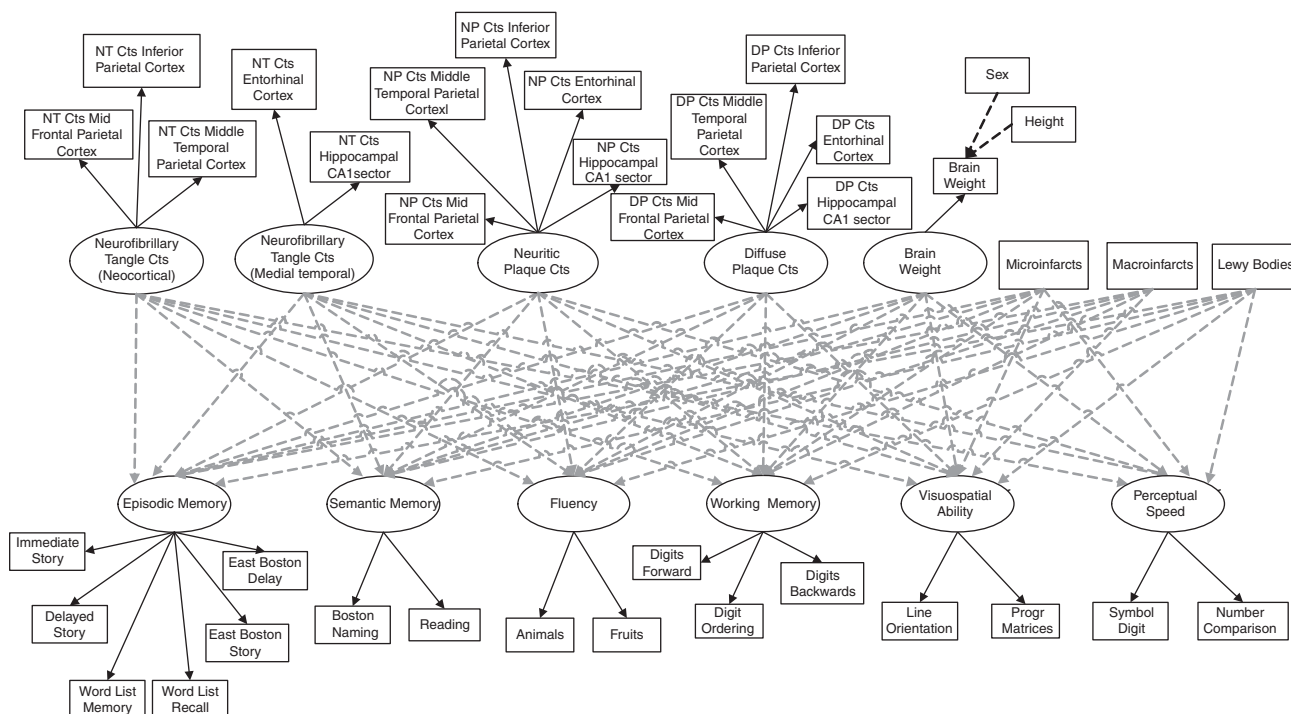 NP Cts Inferior
Parietal Cortex
NT Cts Inferior
Parietal Cortex
NT Cts
Entorhinal
Cortex
NP Cts Middle
Temporal Parietal
Cortexl
NP Cts Entorhinal
Cortex
DP Cts Inferior
Parietal Cortex
Sex
Height
NT Cts Mid
Frontal Parietal
Cortex
NT Cts Middle
Temporal
Parietal Cortex
NT Cts
Hippocampal
CA1sector
NP Cts
Hippocampal
CA1 sector
DP Cts Middle
Temporal
Parietal
Cortex
DP Cts
Entorhinal
Cortex
Brain
Weight
NP Cts Mid
Frontal Parietal
Cortex
DP Cts Mid
Frontal Parietal
Cortex
DP Cts
Hippocampal
CA1 sector
Neurofibrillary
Tangle Cts
(Neocortical)
Neurofibrillary
Tangle Cts
(Medial temporal)
Neuritic
Plaque Cts
Diffuse
Plaque Cts
Brain
Weight
Microinfarcts
Macroinfarcts
Lewy Bodies
Episodic Memory
Semantic Memory
Fluency
Working Memory
Visuospatial
Ability
Perceptual
Speed
Immediate
Story
East Boston
Delay
Delayed
Story
East Boston
Story
Word List
Memory
Word List
Recall
Boston
Naming
Reading
Animals
Fruits
Digits
Forward
Digits
Backwards
Digit
Ordering
Line
Orientation
Progr
Matrices
Symbol
Digit
Number
Comparison